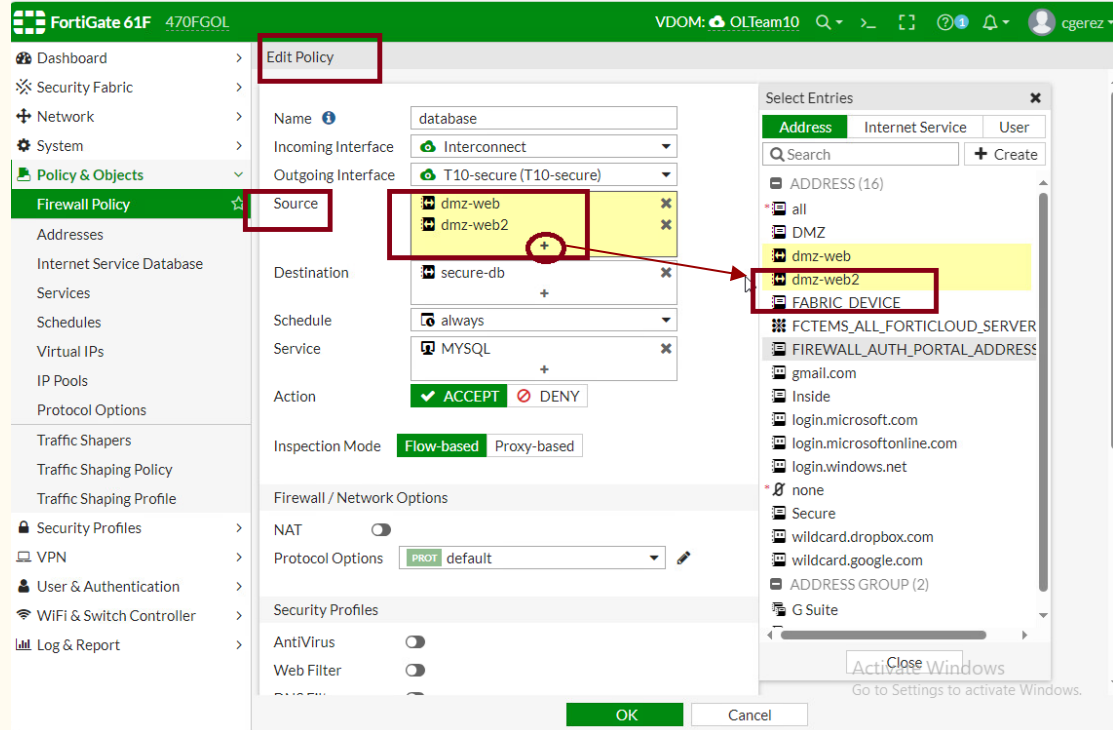 FortiGate 61F 470FGOL VDOM: OLTeam10 >_ 1 cgerez
Dashboard
Security Fabric
Network
System
Policy & Objects
Firewall Policy
Addresses
Internet Service Database
Services
Schedules
Virtual IPs
IP Pools
Protocol Options
Traffic Shapers
Traffic Shaping Policy
Traffic Shaping Profile
Security Profiles
VPN
User & Authentication
WiFi & Switch Controller
Log & Report
Edit Policy
Name database
Incoming Interface Interconnect
Outgoing Interface T10-secure (T10-secure)
Source dmz-web
dmz-web2
+
Destination secure-db
+
Schedule always
Service MYSQL
+
Action ACCEPT DENY
Inspection Mode Flow-based Proxy-based
Firewall / Network Options
NAT
Protocol Options PROT default
Security Profiles
AntiVirus
Web Filter
OK Cancel
Select Entries
Address Internet Service User
Search + Create
ADDRESS (16)
* all
DMZ
dmz-web
dmz-web2
FABRIC_DEVICE
FCTEMS_ALL_FORTICLOUD_SERVER
FIREWALL_AUTH_PORTAL_ADDRESS
gmail.com
Inside
login.microsoft.com
login.microsoftonline.com
login.windows.net
* none
Secure
wildcard.dropbox.com
wildcard.google.com
ADDRESS GROUP (2)
G Suite
Close
Activate Windows
Go to Settings to activate Windows.